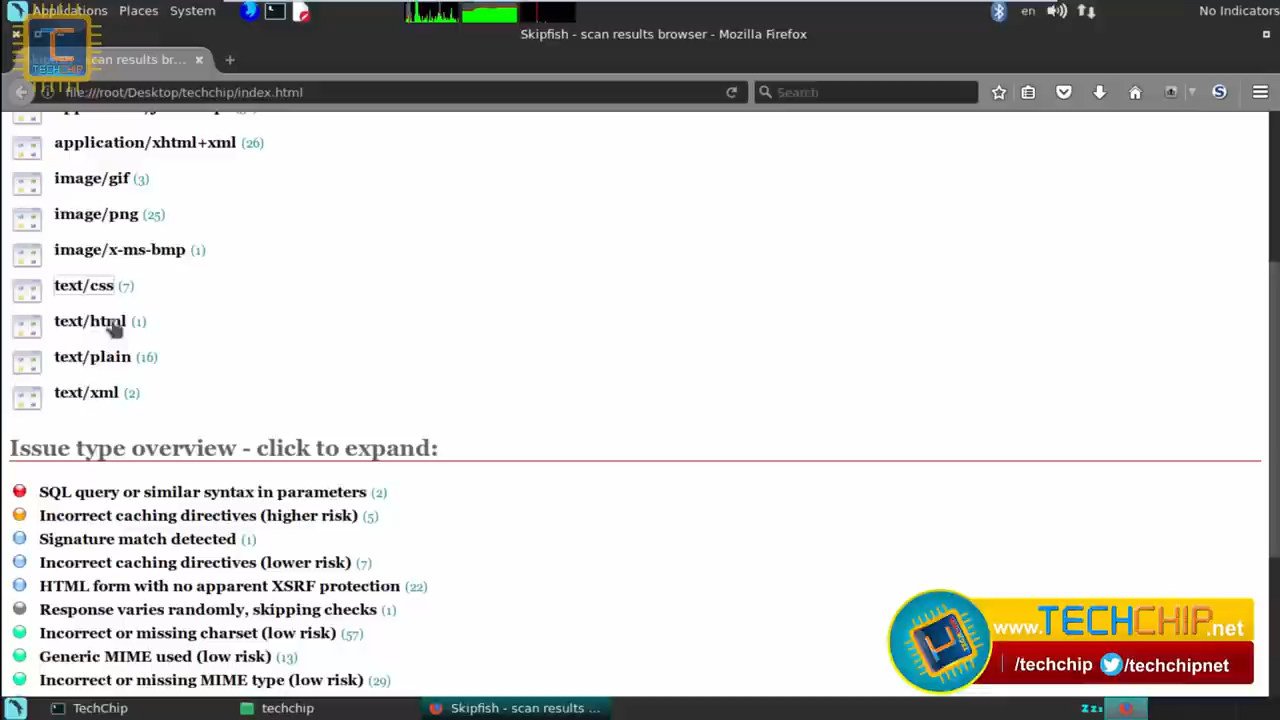 Applications Places System
en
No Indicators
Skipfish - scan results browser - Mozilla Firefox
C
TECHCHIP
scan results br...
file:///root/Desktop/techchip/index.html
Search
S
application/xhtml+xml (26)
image/gif (3)
image/png (25)
image/x-ms-bmp (1)
text/css (7)
text/html (1)
text/plain (16)
text/xml (2)
Issue type overview - click to expand:
SQL query or similar syntax in parameters (2)
Incorrect caching directives (higher risk) (5)
Signature match detected (1)
Incorrect caching directives (lower risk) (7)
HTML form with no apparent XSRF protection (22)
Response varies randomly, skipping checks (1)
Incorrect or missing charset (low risk) (57)
Generic MIME used (low risk) (13)
Incorrect or missing MIME type (low risk) (29)
www.TECHCHIP.net
/techchip /techchipnet
TechChip
techchip
Skipfish - scan results ...